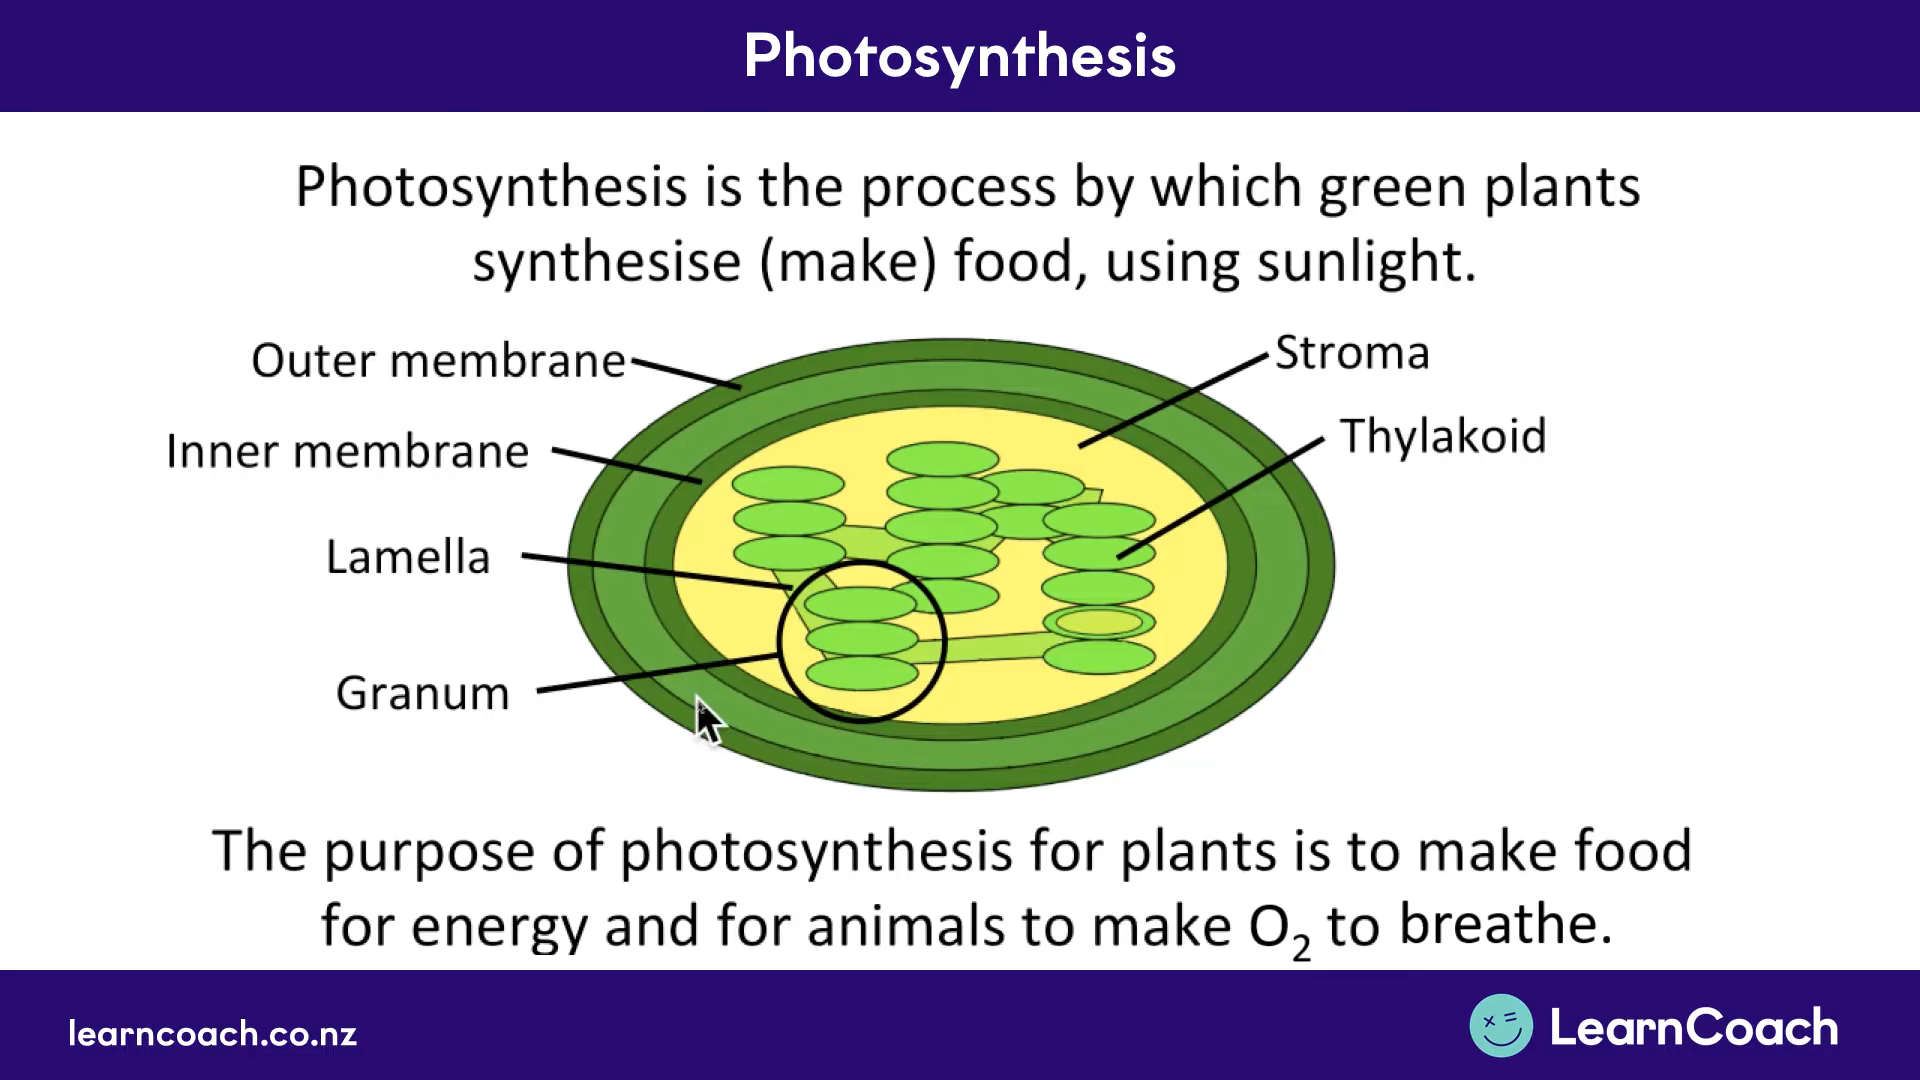 Photosynthesis
Photosynthesis is the process by which green plants
synthesise (make) food, using sunlight.
Outer membrane
Stroma
Thylakoid
Inner membrane
Lamella
Granum
The purpose of photosynthesis for plants is to make food
for energy and for animals to make O₂ to breathe.
learncoach.co.nz
LearnCoach